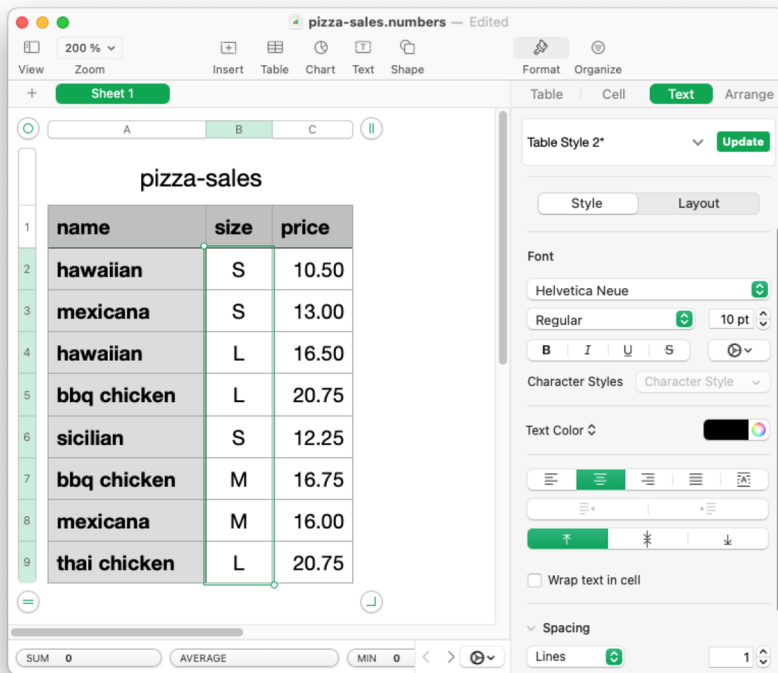 pizza-sales.numbers — Edited
200 %
View Zoom Insert Table Chart Text Shape Format Organize
+ Sheet 1 Table Cell Text Arrange
A B C
Table Style 2* Update
pizza-sales
Style Layout
1 name size price
Font
2 hawaiian S 10.50
Helvetica Neue
3 mexicana S 13.00
Regular 10 pt
4 hawaiian L 16.50
B I U S
5 bbq chicken L 20.75
Character Styles Character Style
6 sicilian S 12.25
Text Color
7 bbq chicken M 16.75
A
8 mexicana M 16.00
9 thai chicken L 20.75
Wrap text in cell
Spacing
SUM 0 AVERAGE MIN 0
Lines 1